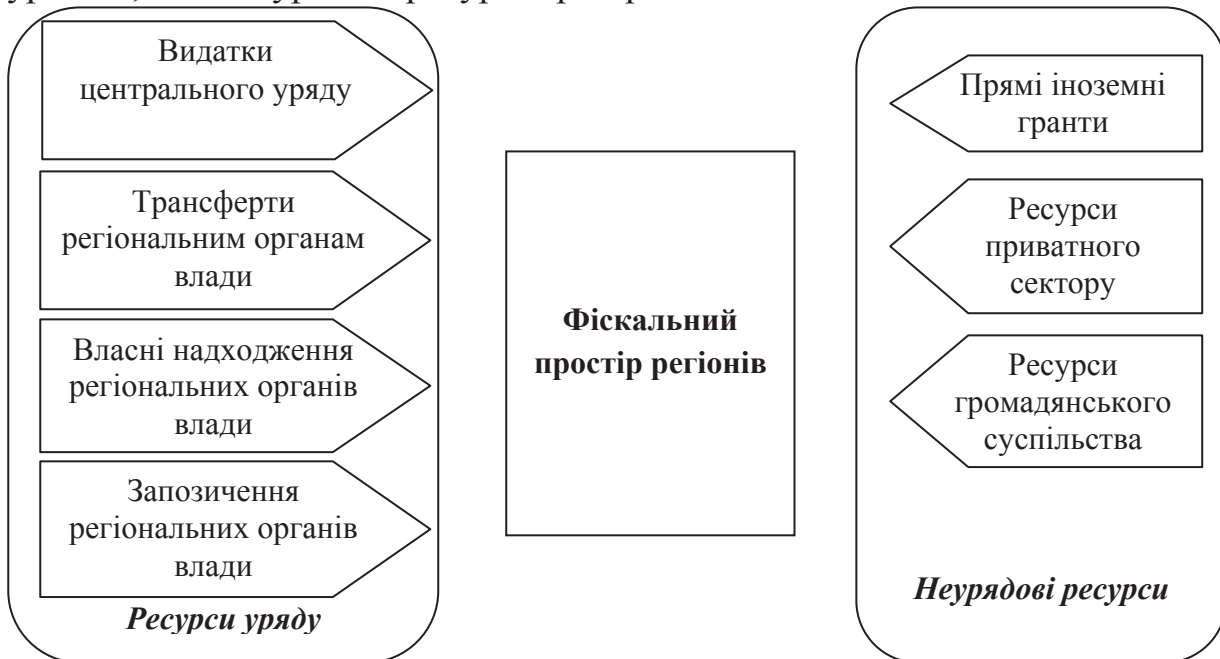 Видатки
центрального уряду
Трансферти
регіональним органам
влади
Власні надходження
регіональних органів
влади
Запозичення
регіональних органів
влади
Ресурси уряду
Фіскальний
простір регіонів
Прямі іноземні
гранти
Ресурси
приватного
сектору
Ресурси
громадянського
суспільства
Неурядові ресурси